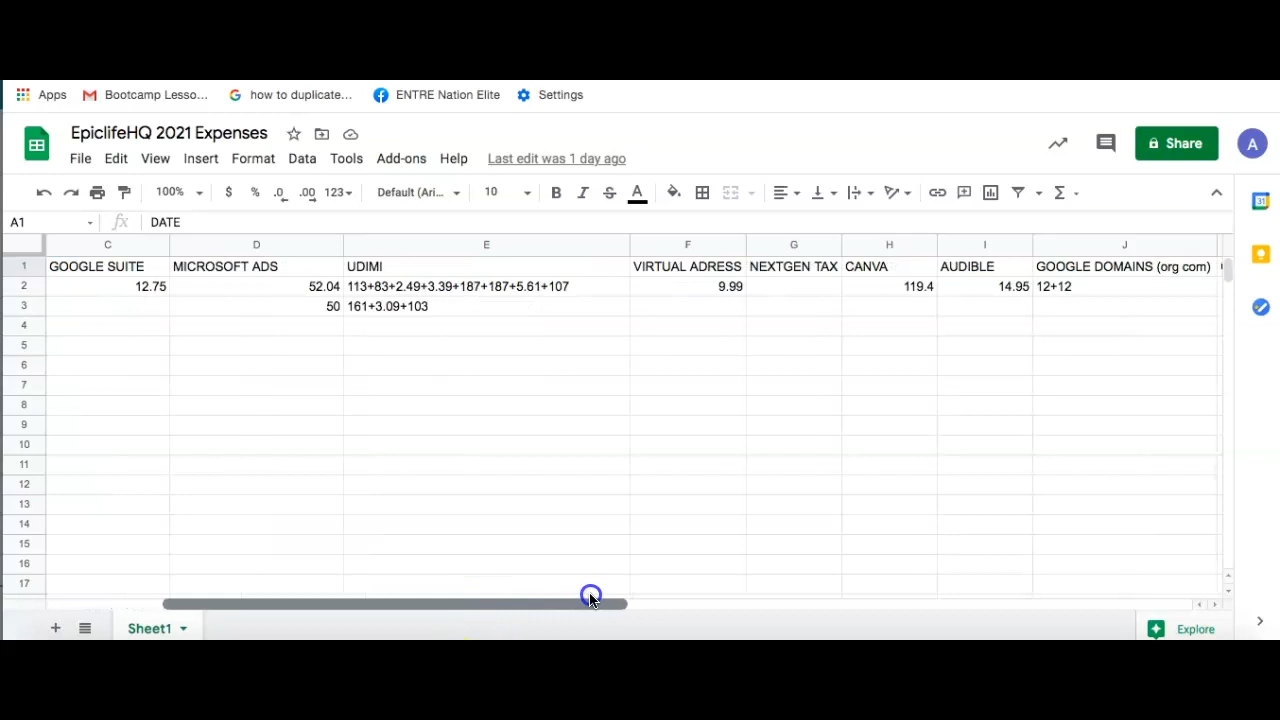 Apps Bootcamp Lesso... how to duplicate... ENTRE Nation Elite Settings
EpiclifeHQ 2021 Expenses
File Edit View Insert Format Data Tools Add-ons Help Last edit was 1 day ago
Share A
100% $ % .0 .00 123 Default (Ari... 10 B I S A
A1 fx DATE
C D E F G H I J
1 GOOGLE SUITE MICROSOFT ADS UDIMI VIRTUAL ADRESS NEXTGEN TAX CANVA AUDIBLE GOOGLE DOMAINS (org com)
2 12.75 52.04 113+83+2.49+3.39+187+187+5.61+107 9.99 119.4 14.95 12+12
3 50 161+3.09+103
4
5
6
7
8
9
10
11
12
13
14
15
16
17
Sheet1 Explore